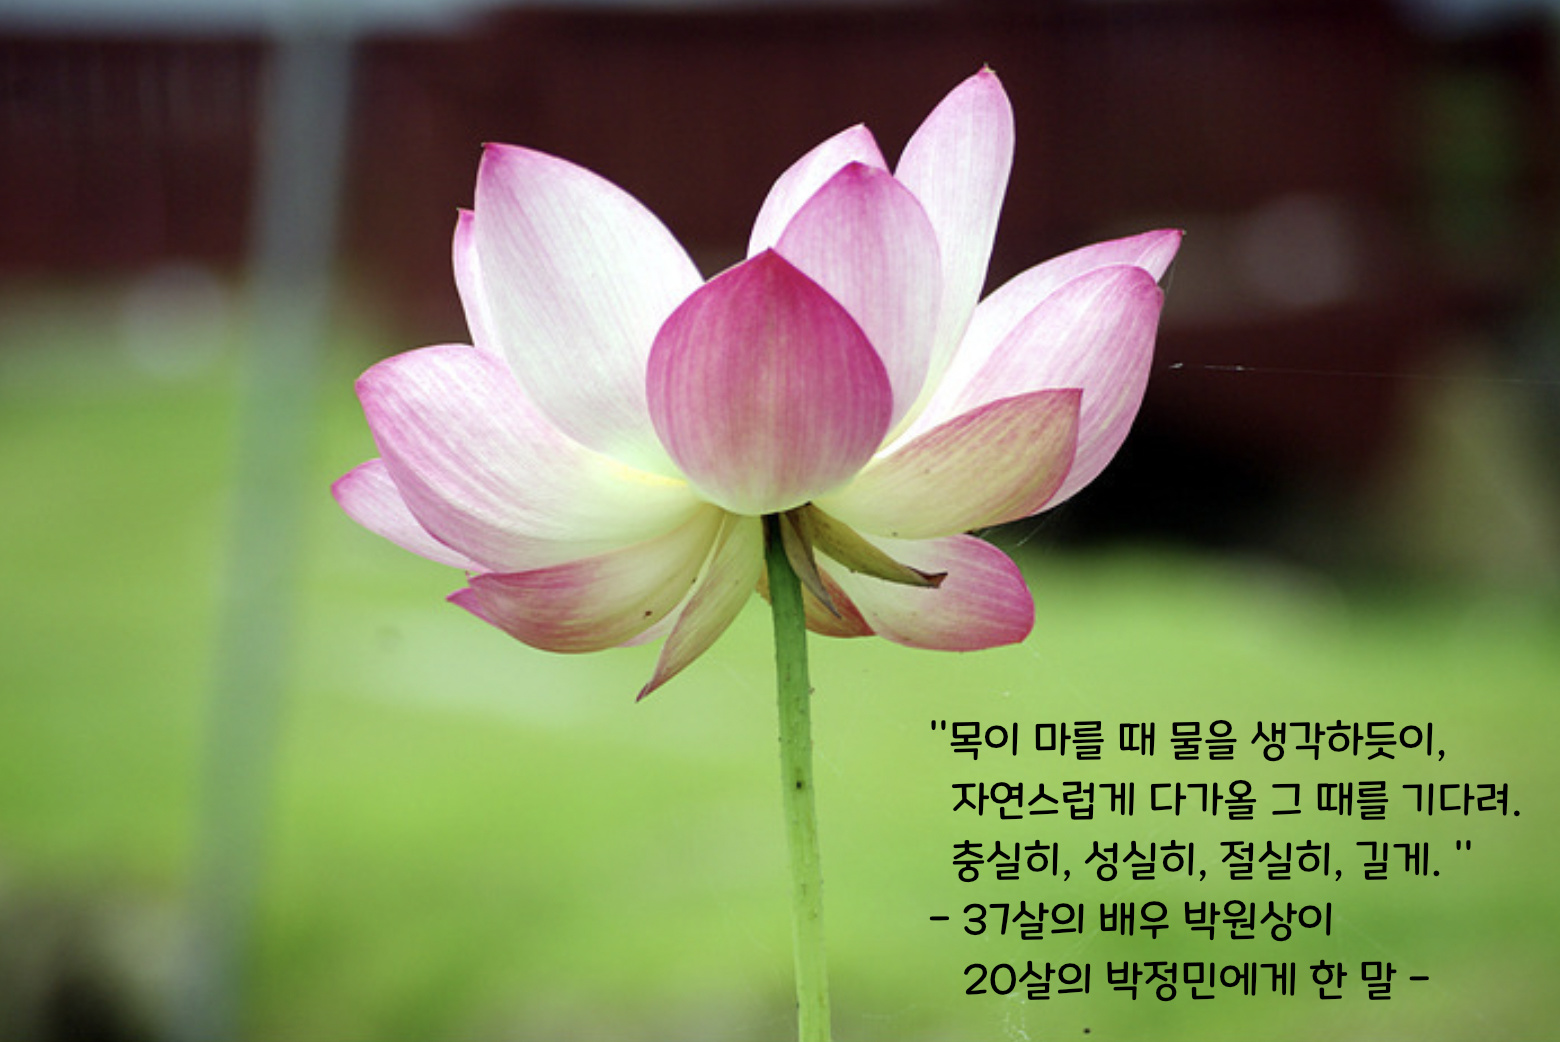 "목이 마를 때 물을 생각하듯이,
자연스럽게 다가올 그 때를 기다려.
충실히, 성실히, 절실히, 길게. "
- 37살의 배우 박원상이
20살의 박정민에게 한 말 -